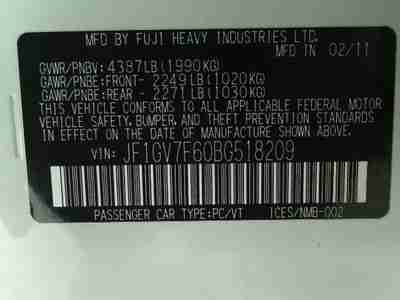 MFD BY FUJI HEAVY INDUSTRIES LTD.
MFD IN 02/11
GVWR/PNBV: 4387LB(1990KG)
GAWR/PNBE:FRONT- 2249LB(1020KG)
GAWR/PNBE:REAR - 2271LB(1030KG)
THIS VEHICLE CONFORMS TO ALL APPLICABLE FEDERAL MOTOR
VEHICLE SAFETY, BUMPER, AND THEFT PREVENTION STANDARDS
IN EFFECT ON THE DATE OF MANUFACTURE SHOWN ABOVE.
VIN: JF1GV7F60BG518209
PASSENGER CAR TYPE:PC/VT ICES/NMB-002